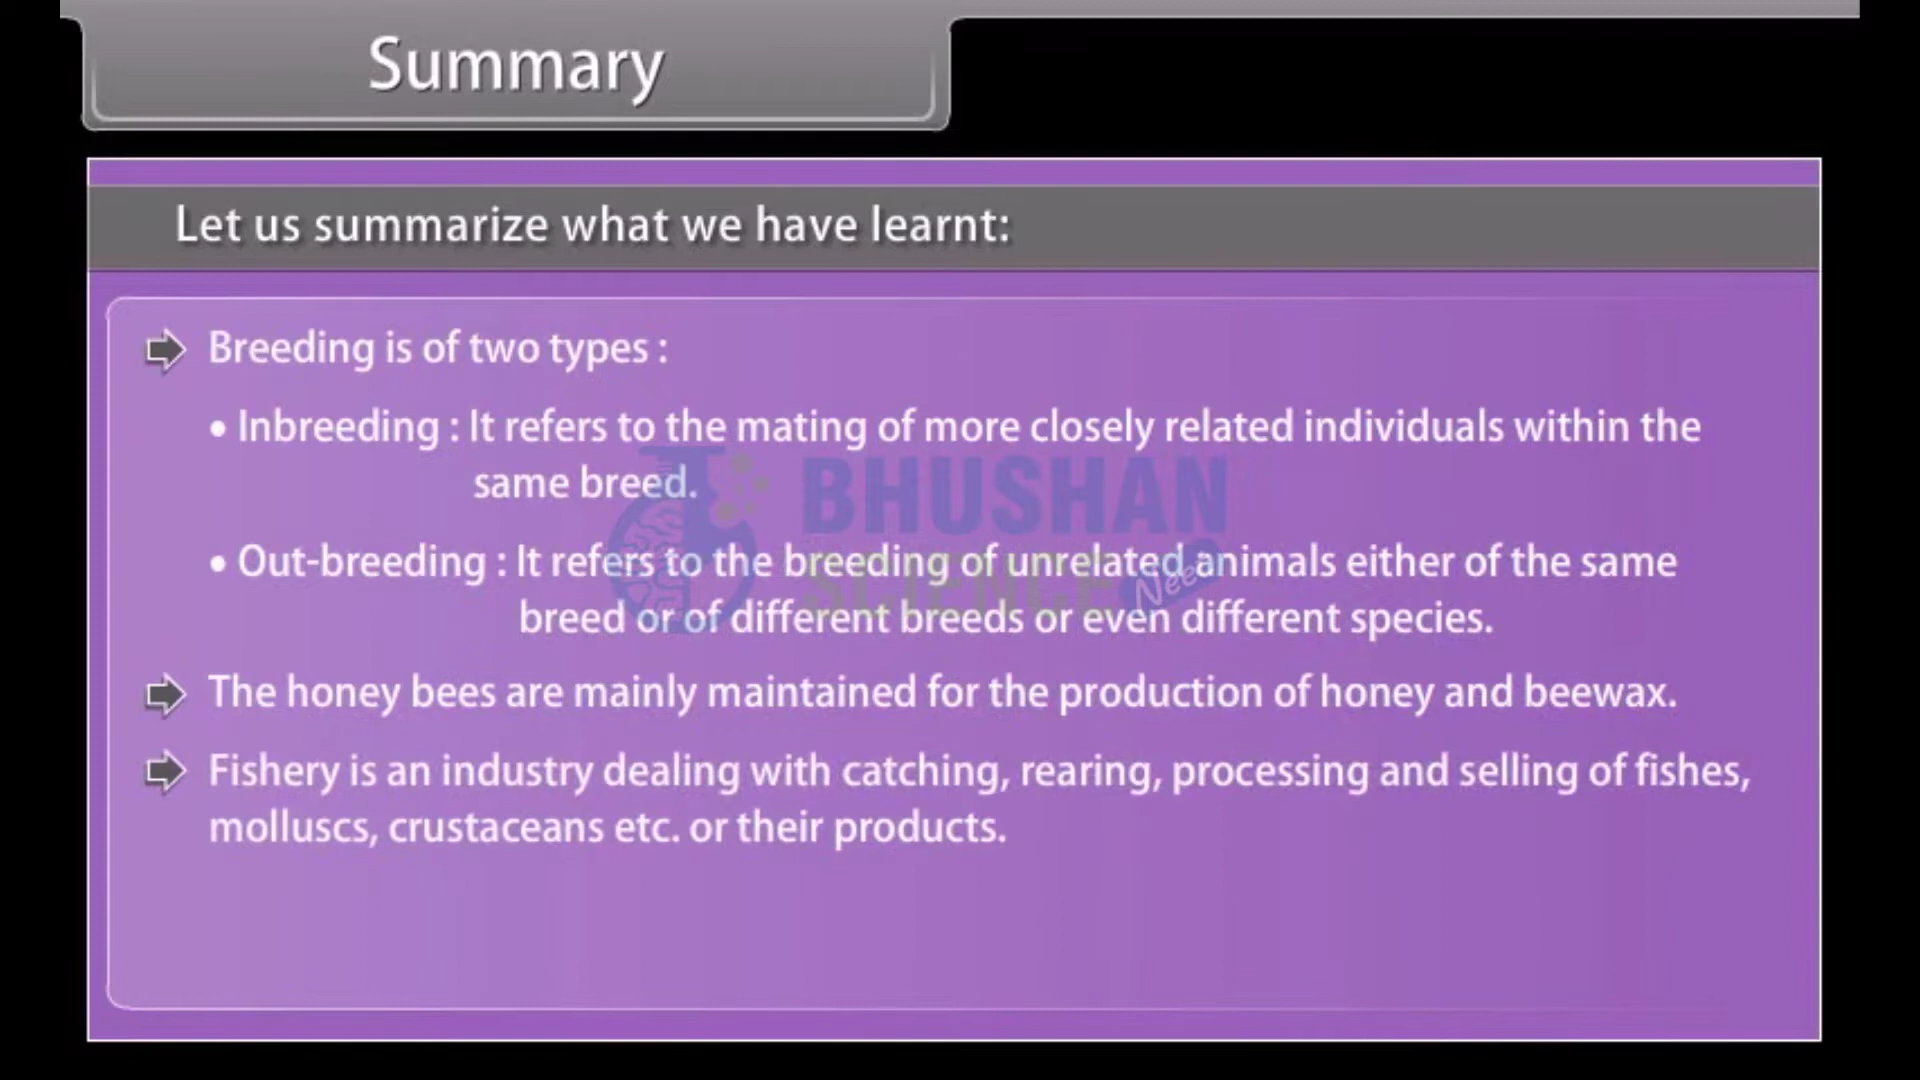 Summary
Let us summarize what we have learnt:
Breeding is of two types :
• Inbreeding : It refers to the mating of more closely related individuals within the
same breed.
• Out-breeding : It refers to the breeding of unrelated animals either of the same
breed or of different breeds or even different species.
The honey bees are mainly maintained for the production of honey and beewax.
Fishery is an industry dealing with catching, rearing, processing and selling of fishes,
molluscs, crustaceans etc. or their products.
BHUSHAN
SCIENCE